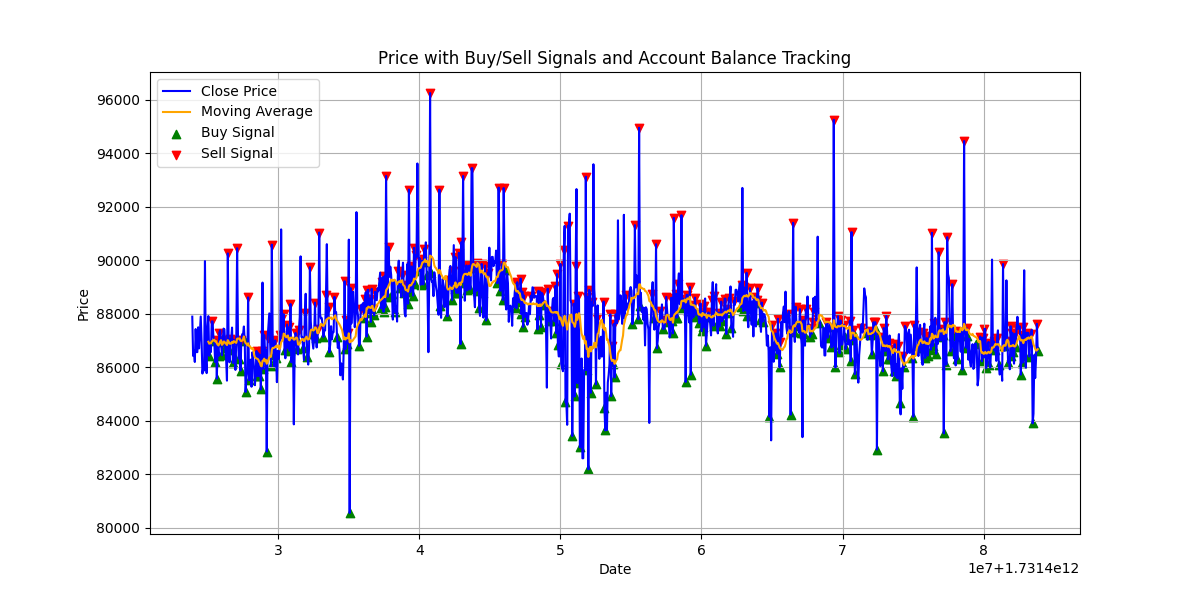 Price with Buy/Sell Signals and Account Balance Tracking
Close Price
Moving Average
Buy Signal
Sell Signal
96000
94000
92000
90000
88000
86000
84000
82000
80000
Price
3 4 5 6 7 8
Date
1e7+1.7314e12